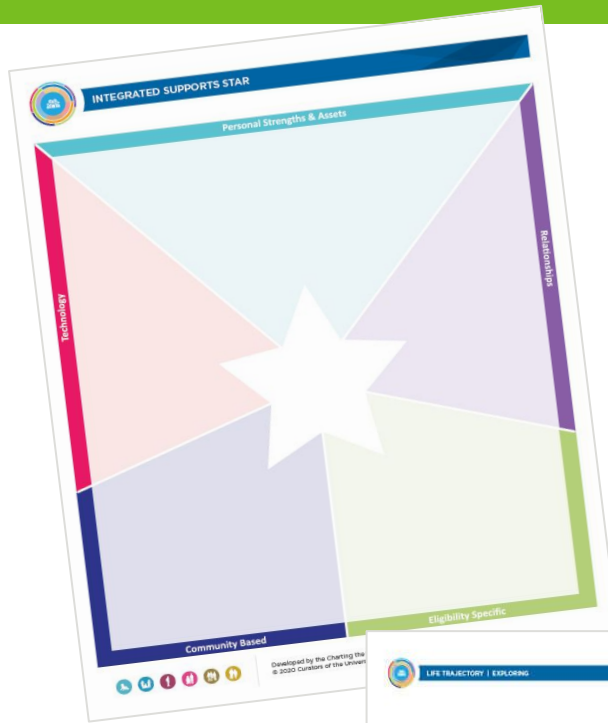 INTEGRATED SUPPORTS STAR
Personal Strengths & Assets
Technology
Relationships
Community Based
Eligibility Specific
Developed by the Charting the
© 2020 Curators of the Univer
LIFE TRAJECTORY | EXPLORING